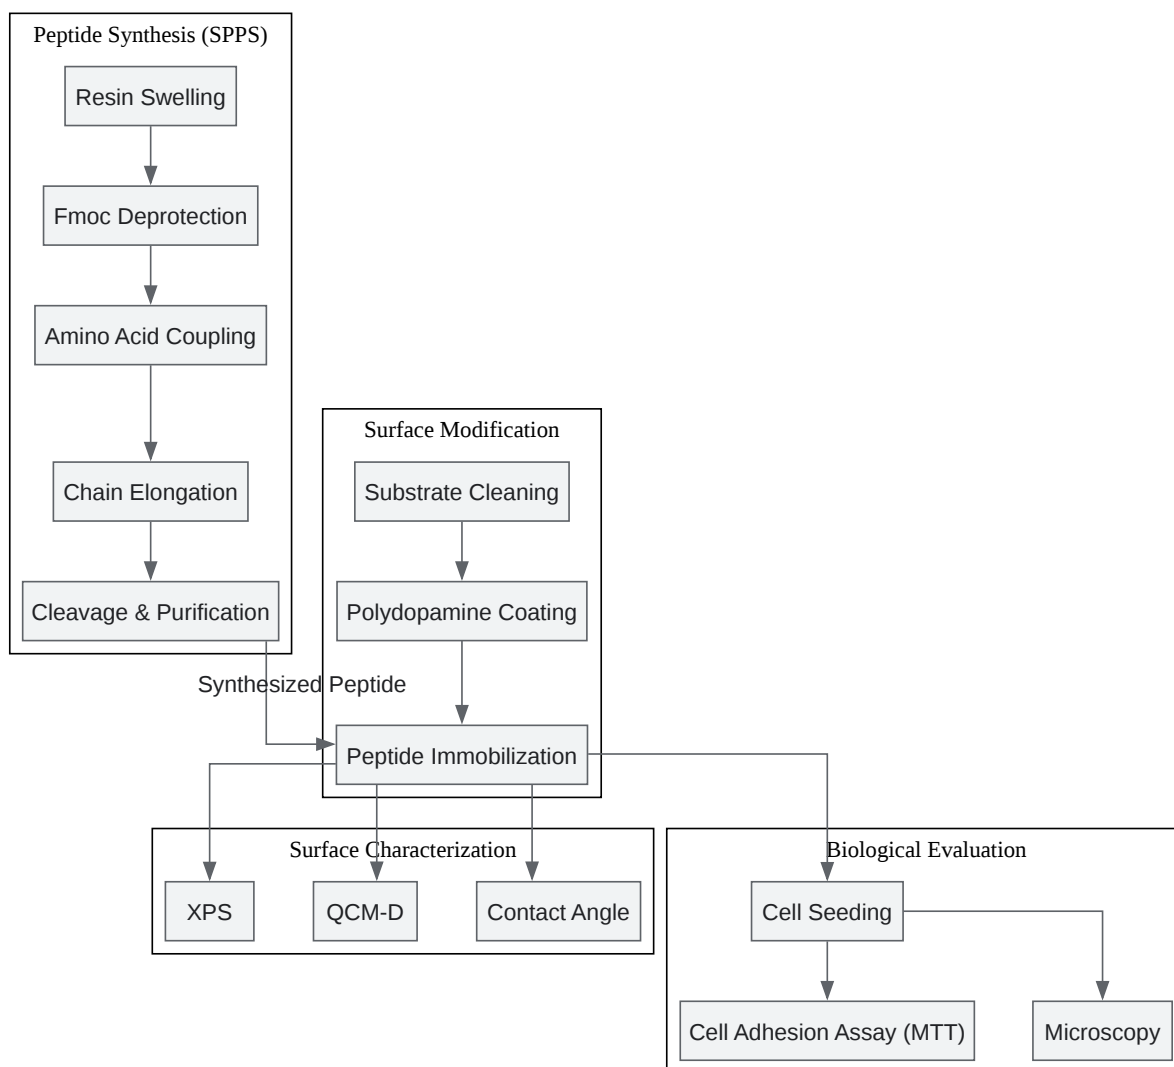 Peptide Synthesis (SPPS)
Resin Swelling
Fmoc Deprotection
Amino Acid Coupling
Chain Elongation
Cleavage & Purification
Synthesized Peptide
Surface Modification
Substrate Cleaning
Polydopamine Coating
Peptide Immobilization
Surface Characterization
XPS
QCM-D
Contact Angle
Biological Evaluation
Cell Seeding
Cell Adhesion Assay (MTT)
Microscopy